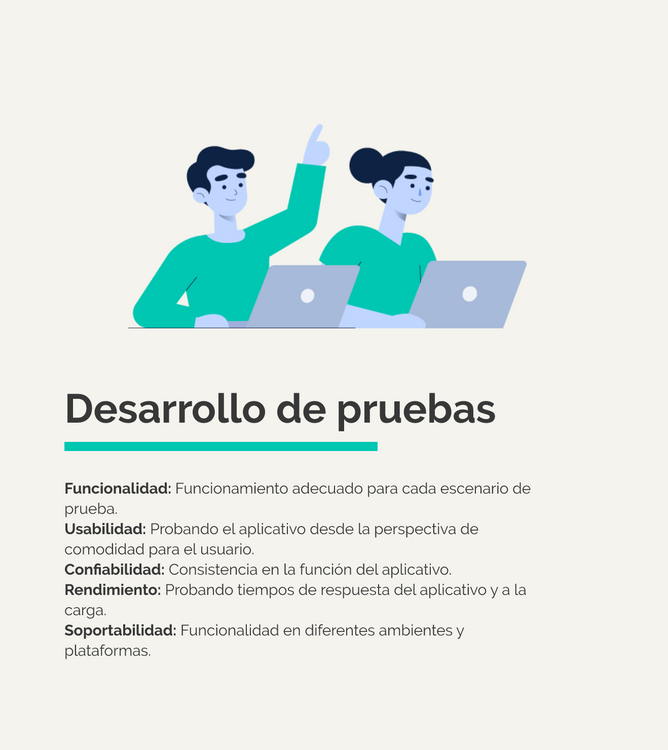 Desarrollo de pruebas
Funcionalidad: Funcionamiento adecuado para cada escenario de
prueba.
Usabilidad: Probando el aplicativo desde la perspectiva de
comodidad para el usuario.
Confiabilidad: Consistencia en la función del aplicativo.
Rendimiento: Probando tiempos de respuesta del aplicativo y a la
carga.
Soportabilidad: Funcionalidad en diferentes ambientes y
plataformas.